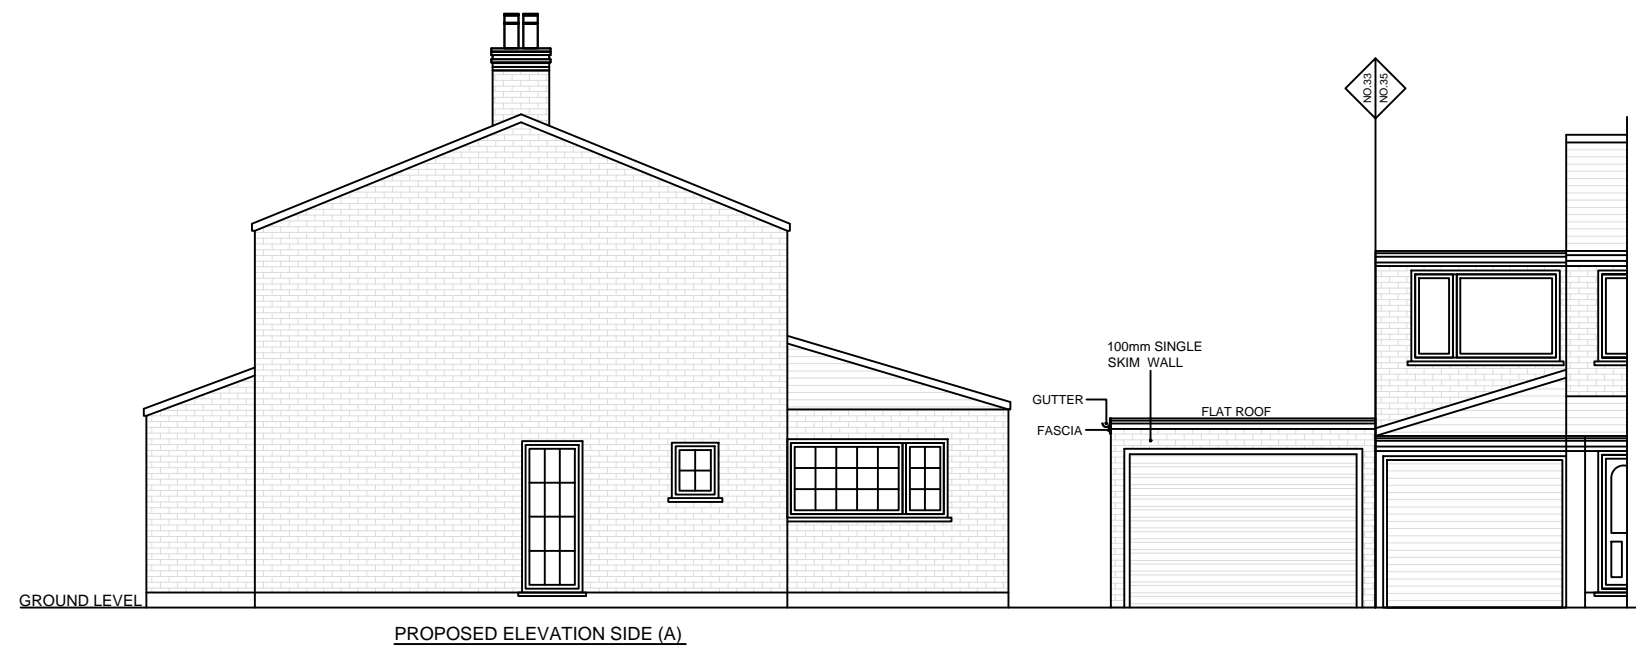 NO.33
NO.35
100mm SINGLE
SKIM WALL
GUTTER
FLAT ROOF
FASCIA
GROUND LEVEL
PROPOSED ELEVATION SIDE (A)